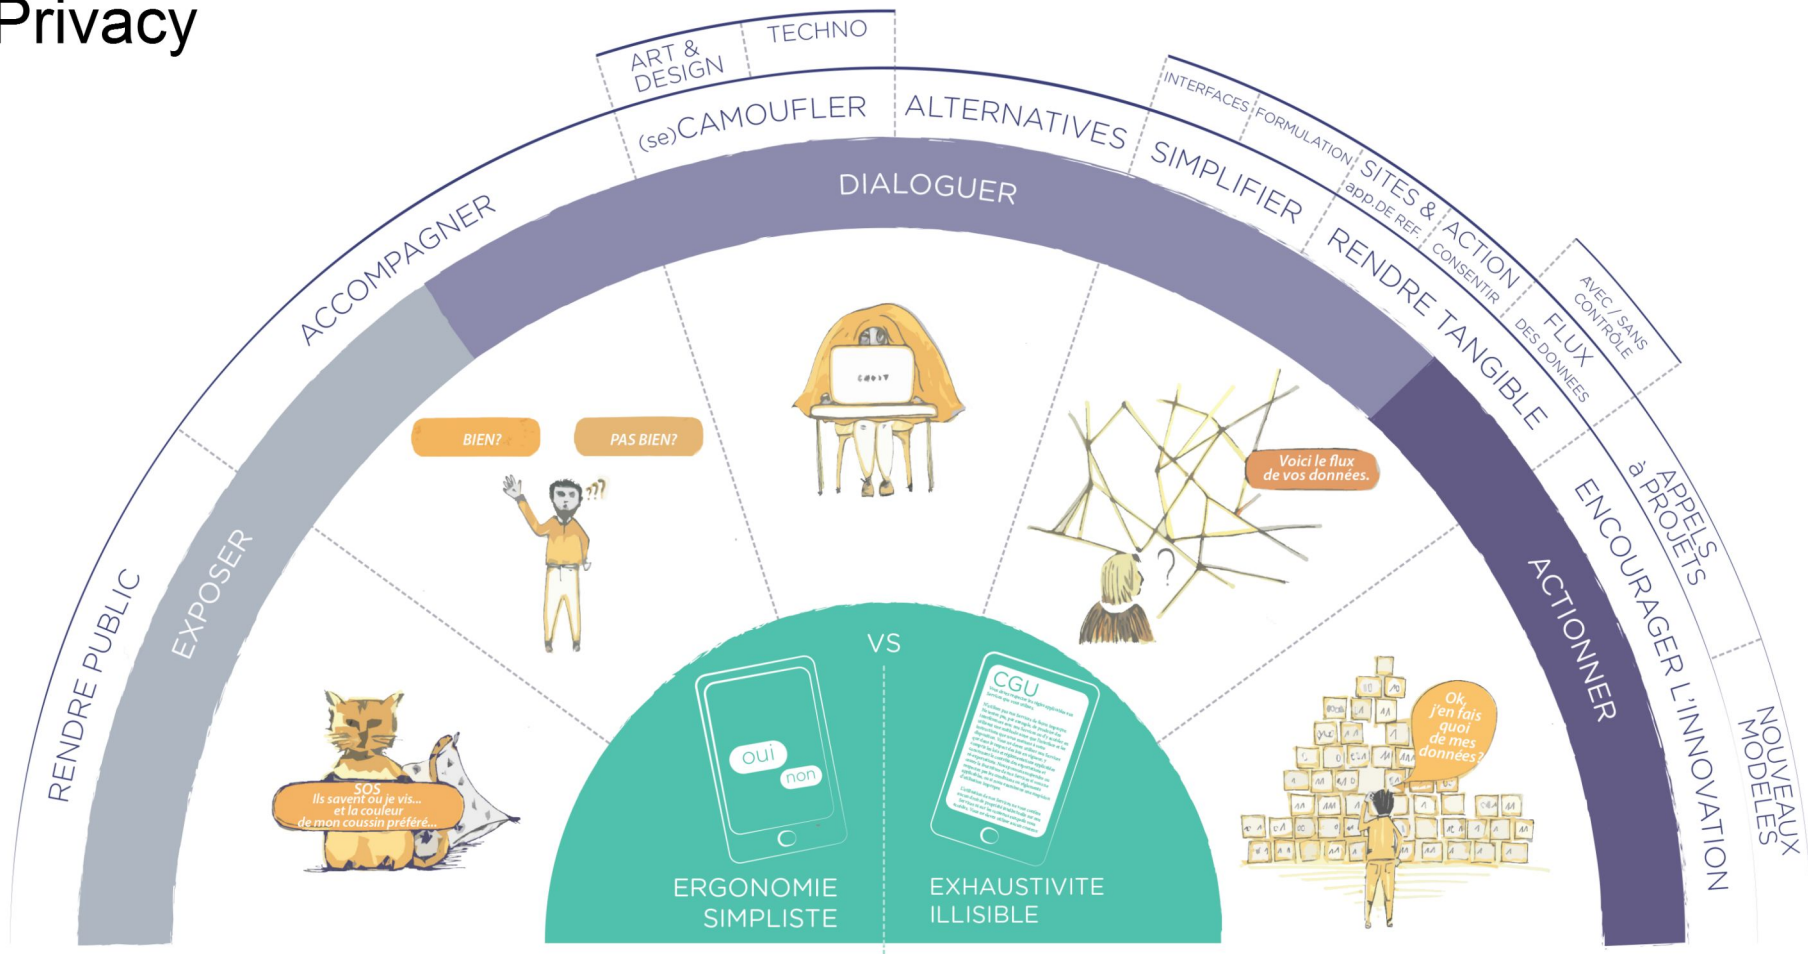 Privacy
ART &
DESIGN
TECHNO
(se)CAMOUFLER
ALTERNATIVES
INTERFACES
FORMULATION
SITES &
app.DE REF.
ACTION
CONSENTIR
FLUX
DES DONNEES
AVEC / SANS
CONTRÔLE
ACCOMPAGNER
SIMPLIFIER
RENDRE TANGIBLE
APPELS
à PROJETS
ENCOURAGER L'INNOVATION
NOUVEAUX
MODELES
RENDRE PUBLIC
EXPOSER
DIALOGUER
ACTIONNER
BIEN?
PAS BIEN?
???
GHOST
Voici le flux
de vos données.
?
SOS
Ils savent ou je vis...
et la couleur
de mon coussin préféré...
Ok,
j'en fais
quoi
de mes
données?
VS
oui
non
CGU
ERGONOMIE
SIMPLISTE
EXHAUSTIVITE
ILLISIBLE